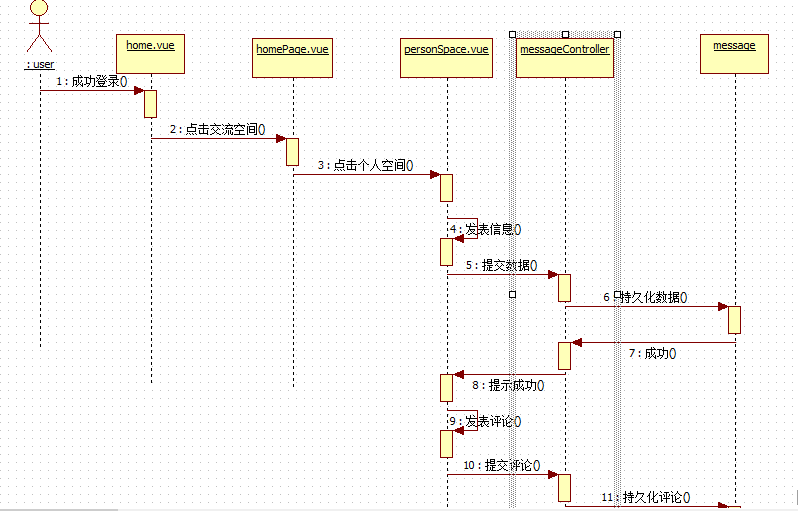 home.vue
homePage.vue
personSpace.vue
messageController
message
: user
1 : 成功登录()
2 : 点击交流空间()
3 : 点击个人空间()
4 : 发表信息()
5 : 提交数据()
6 : 持久化数据()
7 : 成功()
8 : 提示成功()
9 : 发表评论()
10 : 提交评论()
11 : 持久化评论()